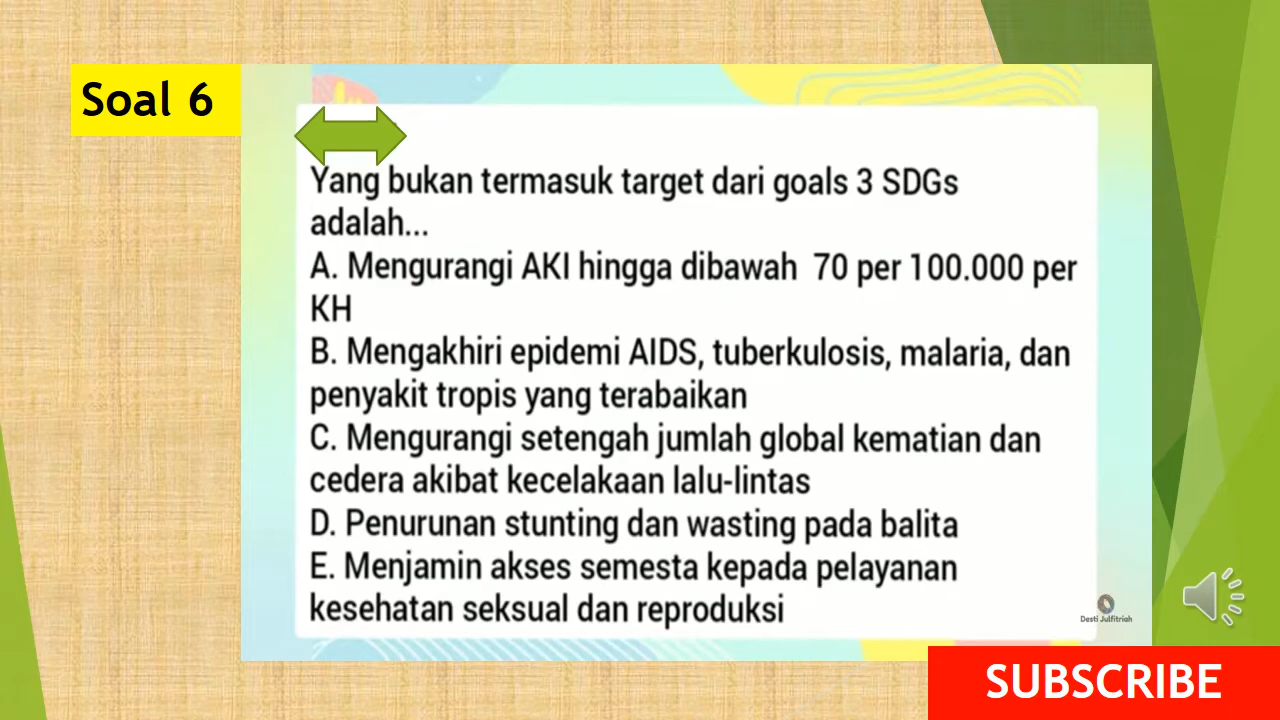 Soal 6
Yang bukan termasuk target dari goals 3 SDGs
adalah...
A. Mengurangi AKI hingga dibawah 70 per 100.000 per
KH
B. Mengakhiri epidemi AIDS, tuberkulosis, malaria, dan
penyakit tropis yang terabaikan
C. Mengurangi setengah jumlah global kematian dan
cedera akibat kecelakaan lalu-lintas
D. Penurunan stunting dan wasting pada balita
E. Menjamin akses semesta kepada pelayanan
kesehatan seksual dan reproduksi
Desti Julfitriah
SUBSCRIBE